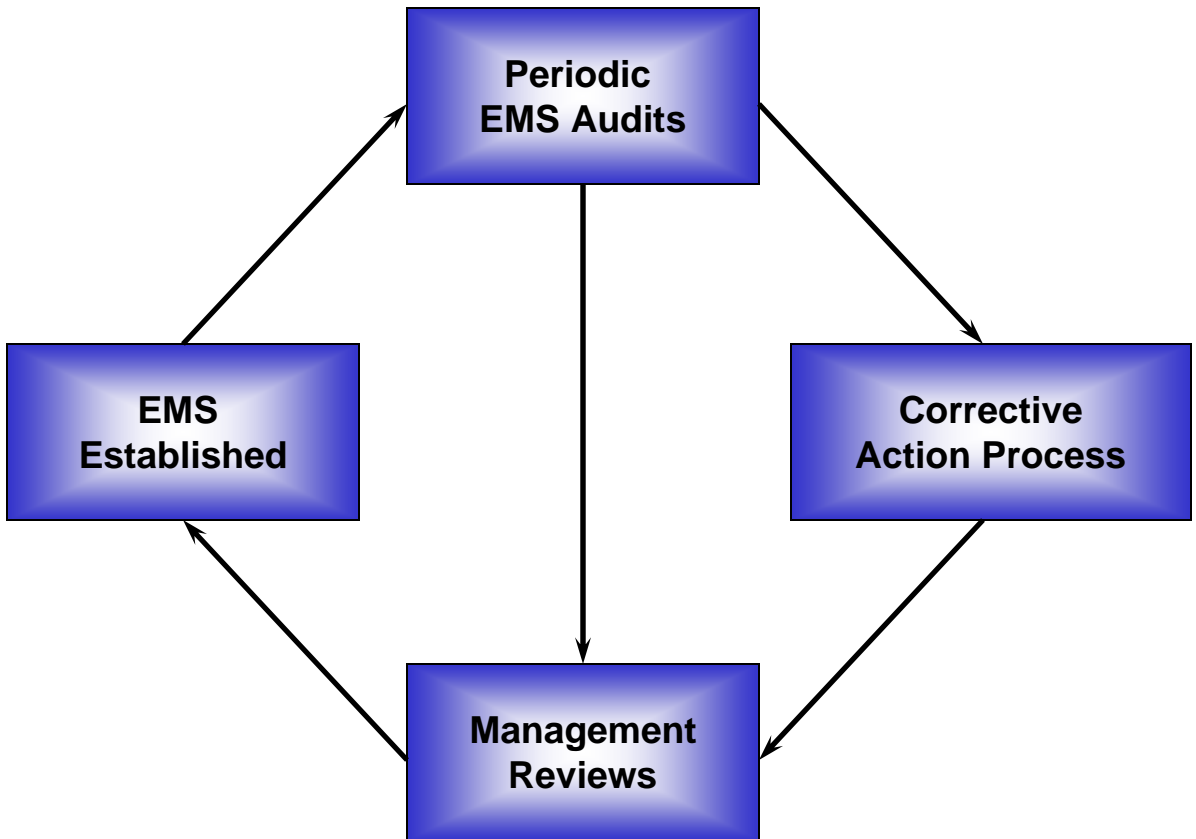 Periodic
EMS Audits
EMS
Established
Corrective
Action Process
Management
Reviews